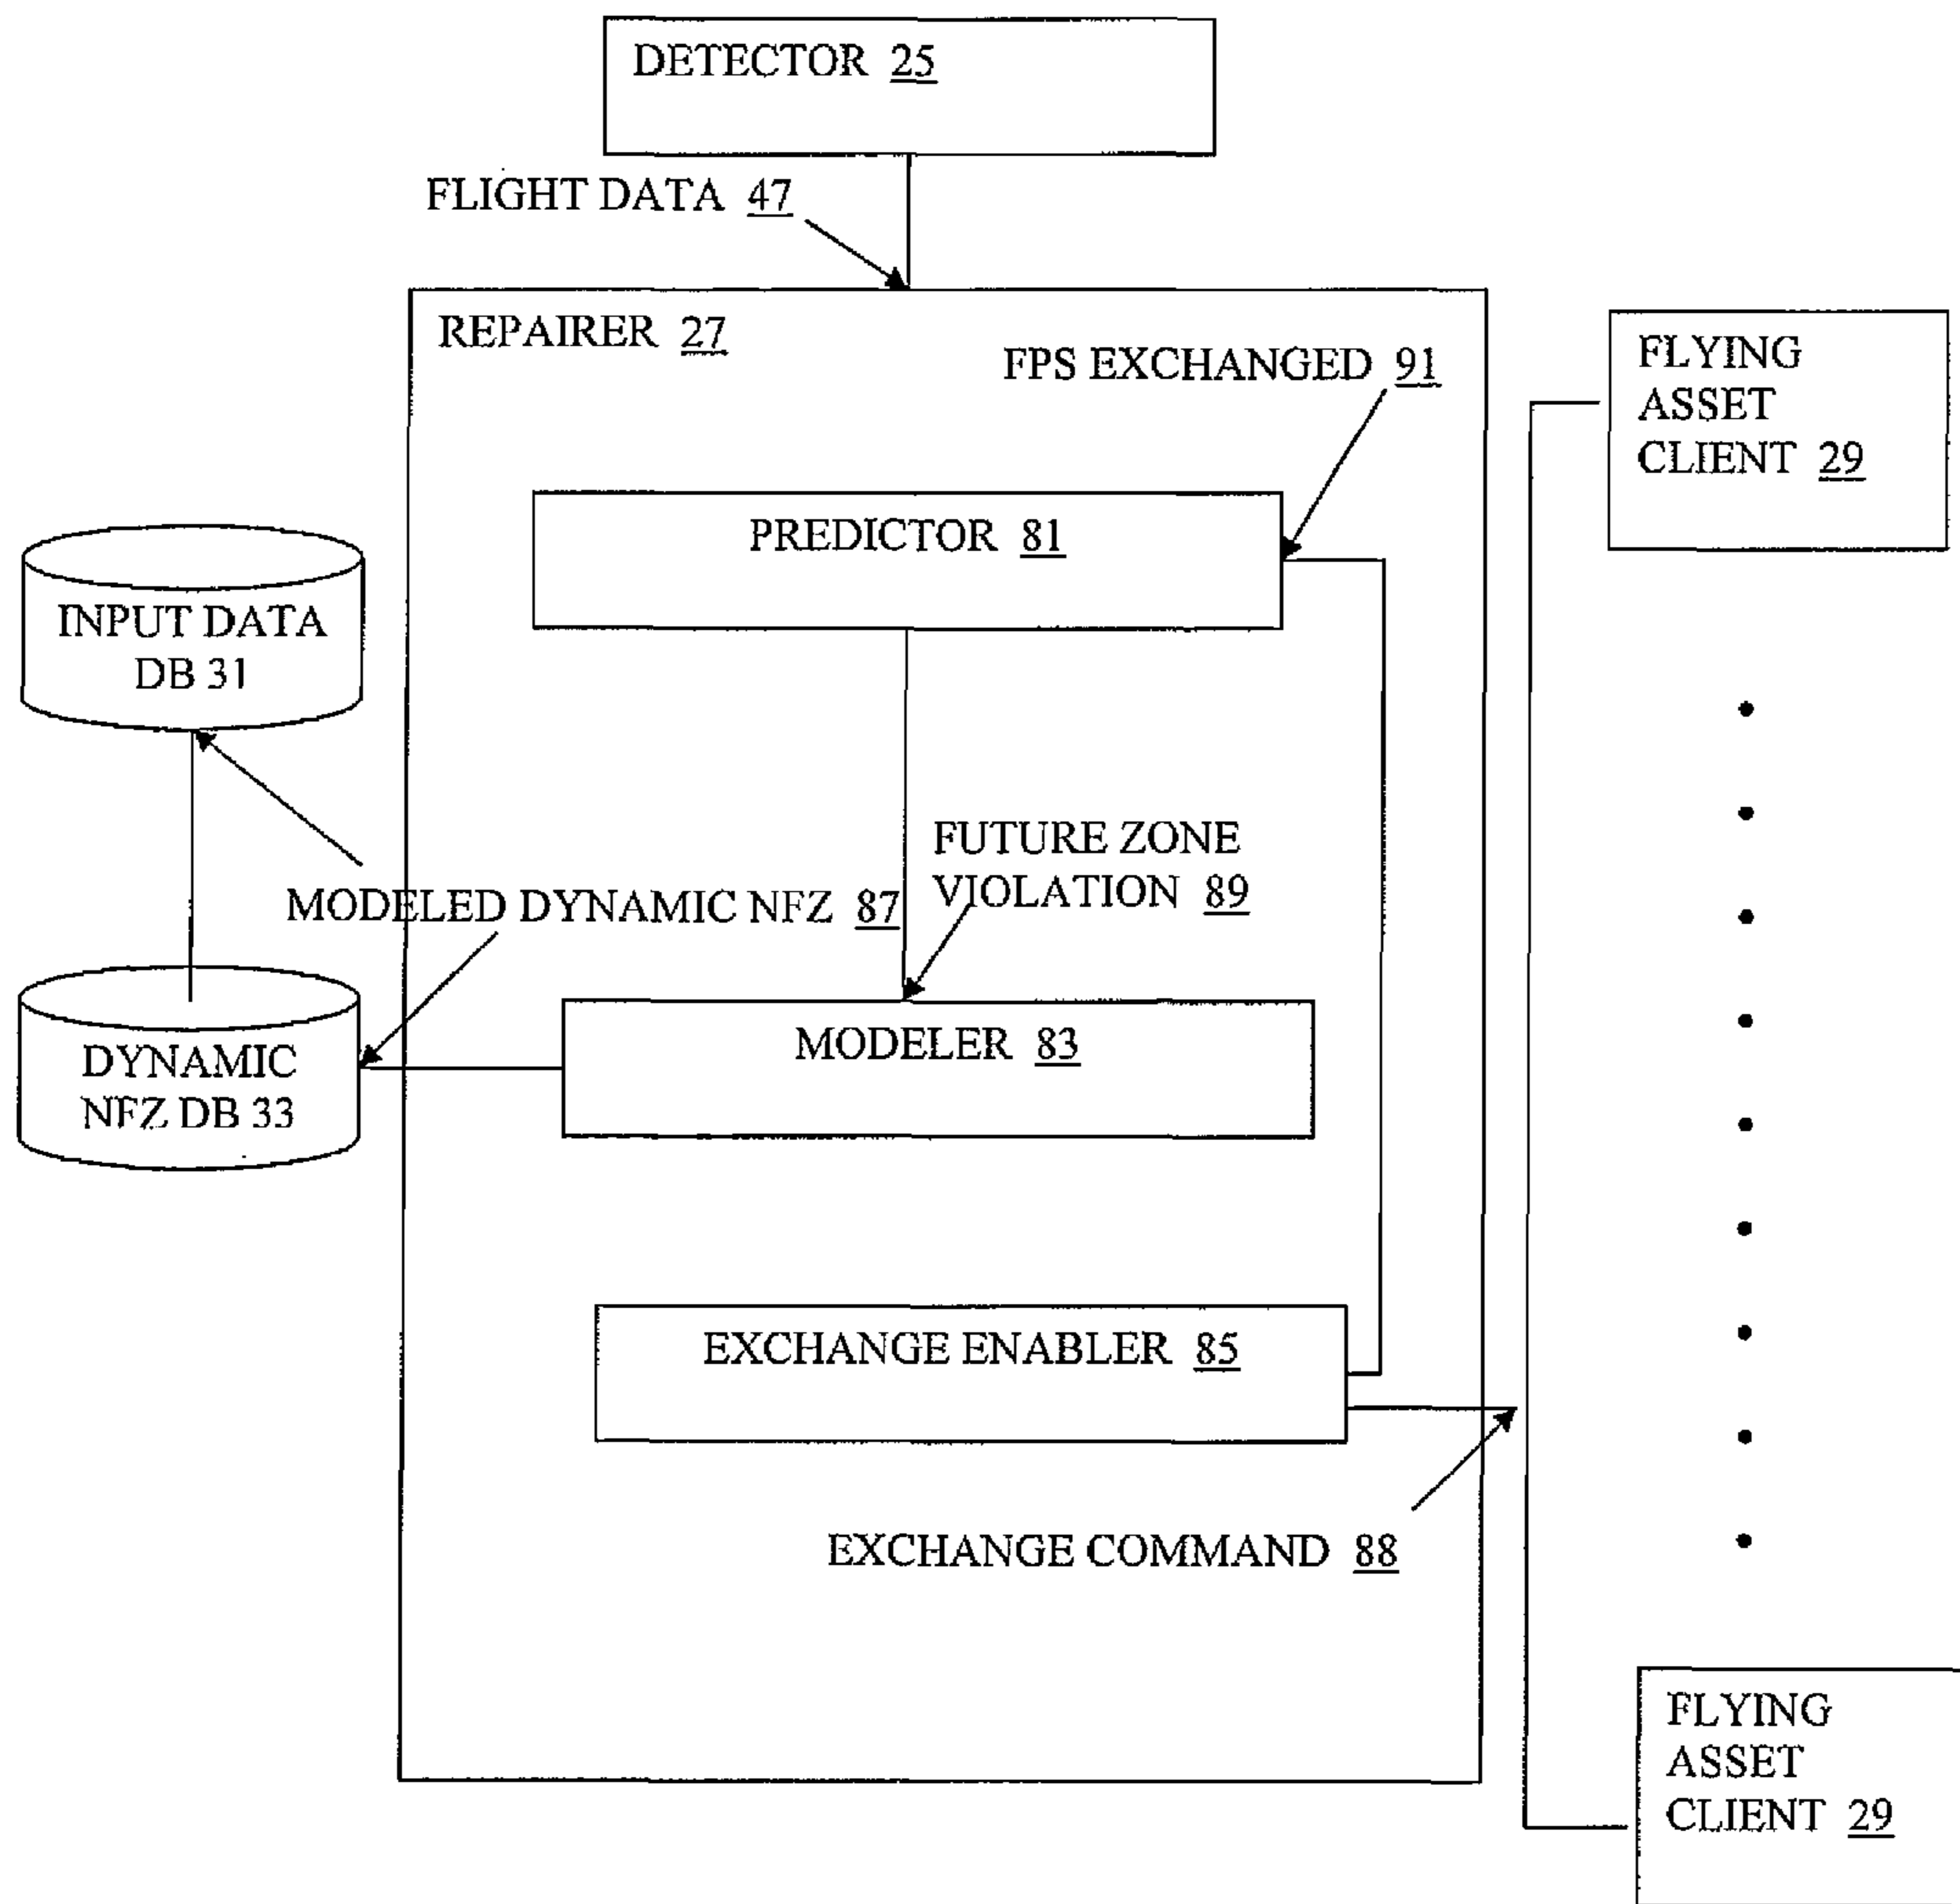 DETECTOR 25
FLIGHT DATA 47
REPAIRER 27
FPS EXCHANGED 91
FLYING
ASSET
CLIENT 29
PREDICTOR 81
INPUT DATA
DB 31
FUTURE ZONE
VIOLATION 89
MODELED DYNAMIC NFZ 87
MODELER 83
DYNAMIC
NFZ DB 33
EXCHANGE ENABLER 85
EXCHANGE COMMAND 88
FLYING
ASSET
CLIENT 29